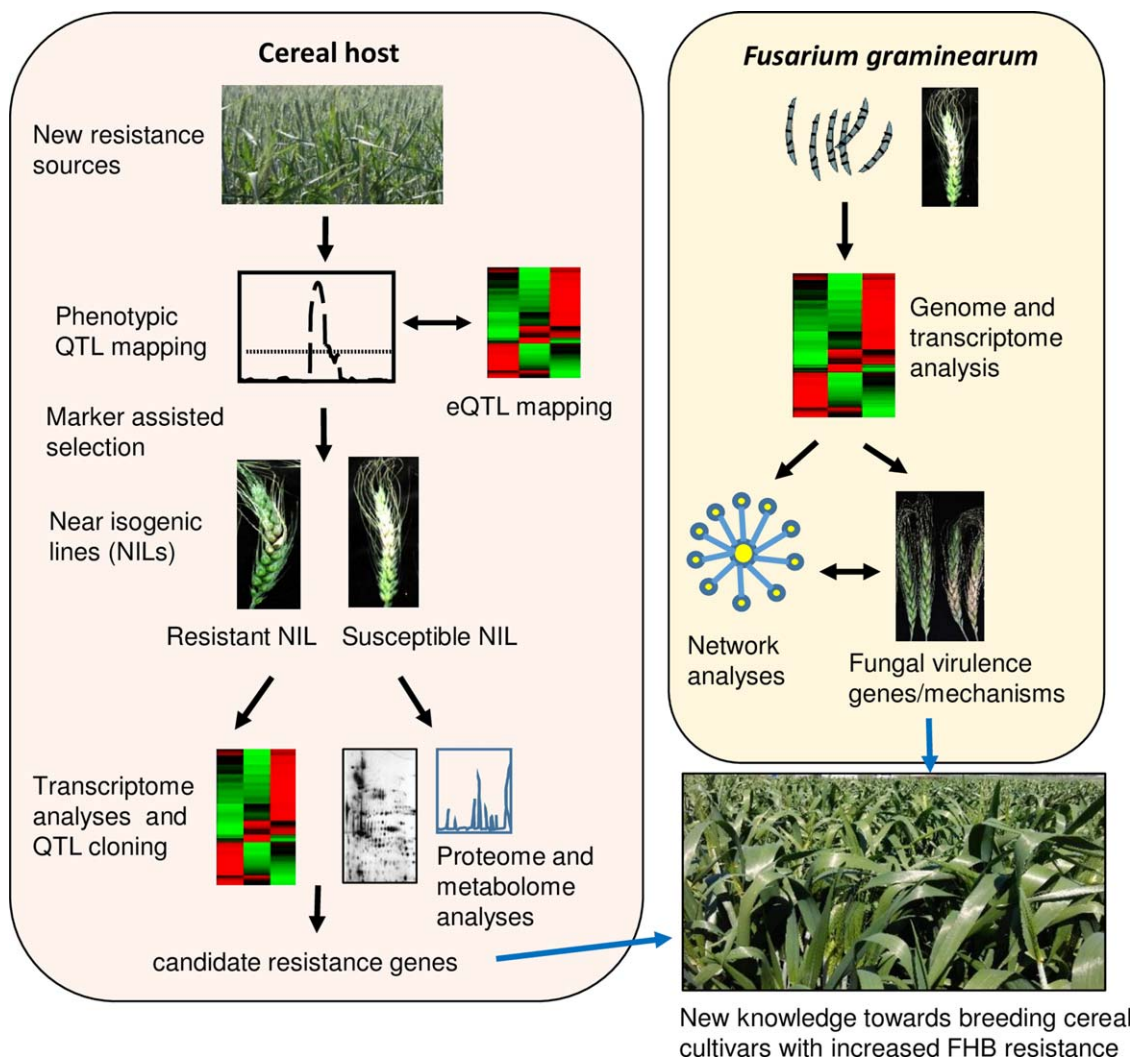 Cereal host
New resistance
sources
Phenotypic
QTL mapping
eQTL mapping
Marker assisted
selection
Near isogenic
lines (NILs)
Resistant NIL
Susceptible NIL
Transcriptome
analyses and
QTL cloning
Proteome and
metabolome
analyses
candidate resistance genes
Fusarium graminearum
Genome and
transcriptome
analysis
Network
analyses
Fungal virulence
genes/mechanisms
New knowledge towards breeding cereal
cultivars with increased FHB resistance